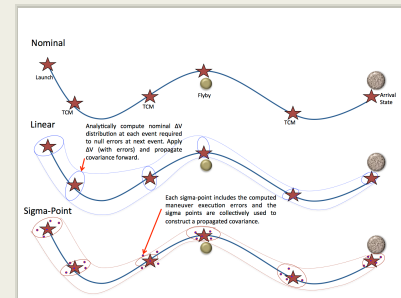 Nominal
Launch
TCM
TCM
Flyby
TCM
Arrival
State
Linear
Analytically compute nominal ΔV
distribution at each event required
to null errors at next event. Apply
ΔV (with errors) and propagate
covariance forward.
Sigma-Point
Each sigma-point includes the computed
maneuver execution errors and the
sigma points are collectively used to
construct a propagated covariance.